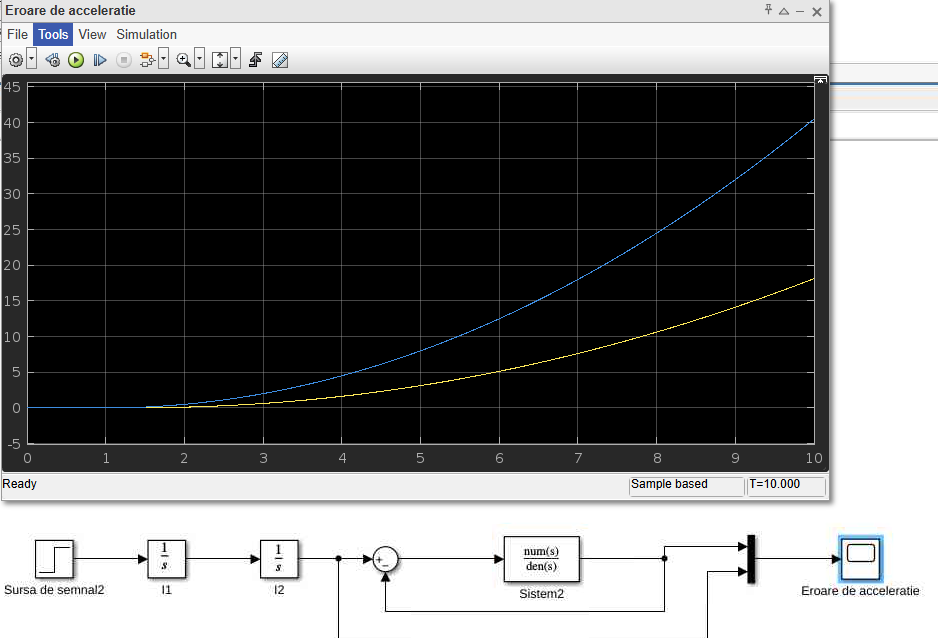 Eroare de acceleratie
File Tools View Simulation
45
40
35
30
25
20
15
10
5
0
-5
0 1 2 3 4 5 6 7 8 9 10
Ready Sample based T=10.000
1
s
1
s
+
−
num(s)
den(s)
Sursa de semnal2 I1 I2 Sistem2 Eroare de acceleratie